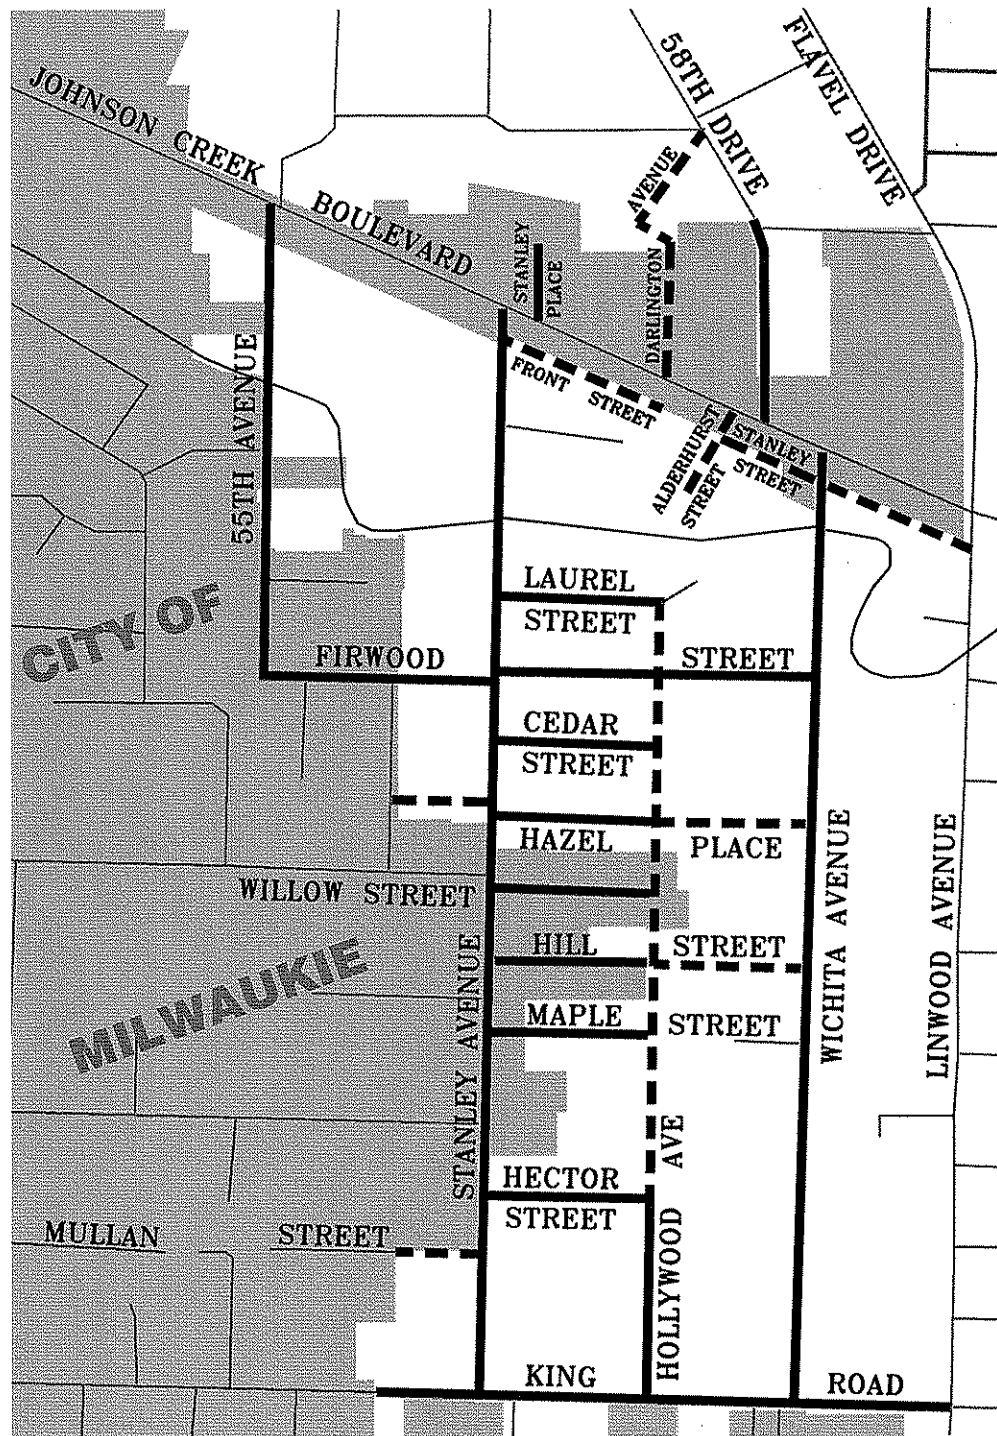 58TH DRIVE
FLAVEL DRIVE
JOHNSON CREEK BOULEVARD
AVENUE
DARLINGTON
STANLEY
PLACE
FRONT STREET
55TH AVENUE
ALDERHURST
STREET
STANLEY
STREET
LAUREL
STREET
CITY OF
FIRWOOD STREET
CEDAR
STREET
HAZEL PLACE
WILLOW STREET
HILL STREET
MILWAUKIE
MAPLE STREET
STANLEY AVENUE
WICHITA AVENUE
LINWOOD AVENUE
HECTOR
STREET
HOLLYWOOD AVE
MULLAN STREET
KING ROAD